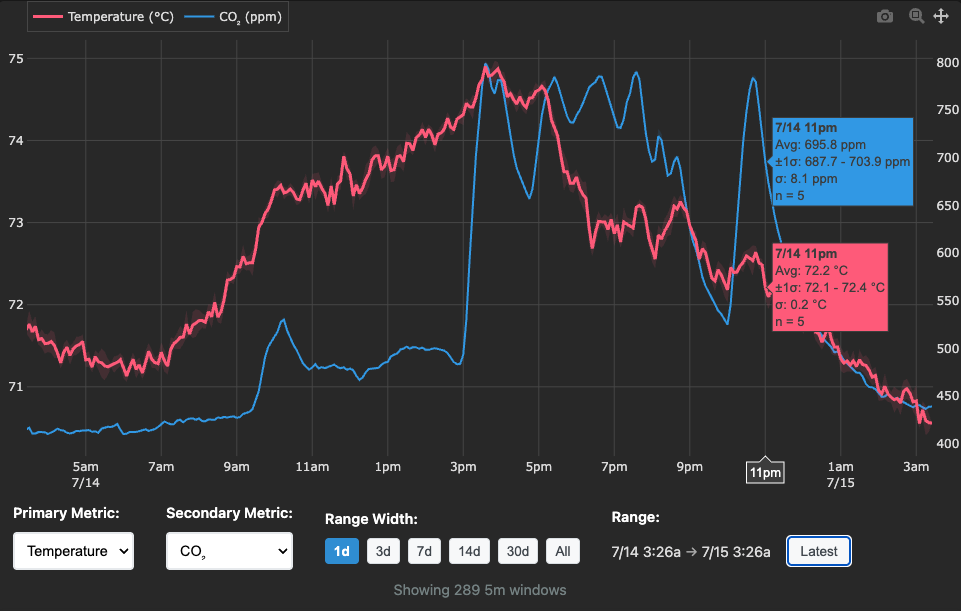 Temperature (°C) CO₂ (ppm)
75
74
73
72
71
800
750
700
650
600
550
500
450
400
7/14 11pm
Avg: 695.8 ppm
±1σ: 687.7 - 703.9 ppm
σ: 8.1 ppm
n = 5
7/14 11pm
Avg: 72.2 °C
±1σ: 72.1 - 72.4 °C
σ: 0.2 °C
n = 5
5am 7am 9am 11am 1pm 3pm 5pm 7pm 9pm 11pm 1am 3am
7/14 7/15
Primary Metric: Secondary Metric: Range Width: Range:
Temperature CO₂ 1d 3d 7d 14d 30d All 7/14 3:26a → 7/15 3:26a Latest
Showing 289 5m windows